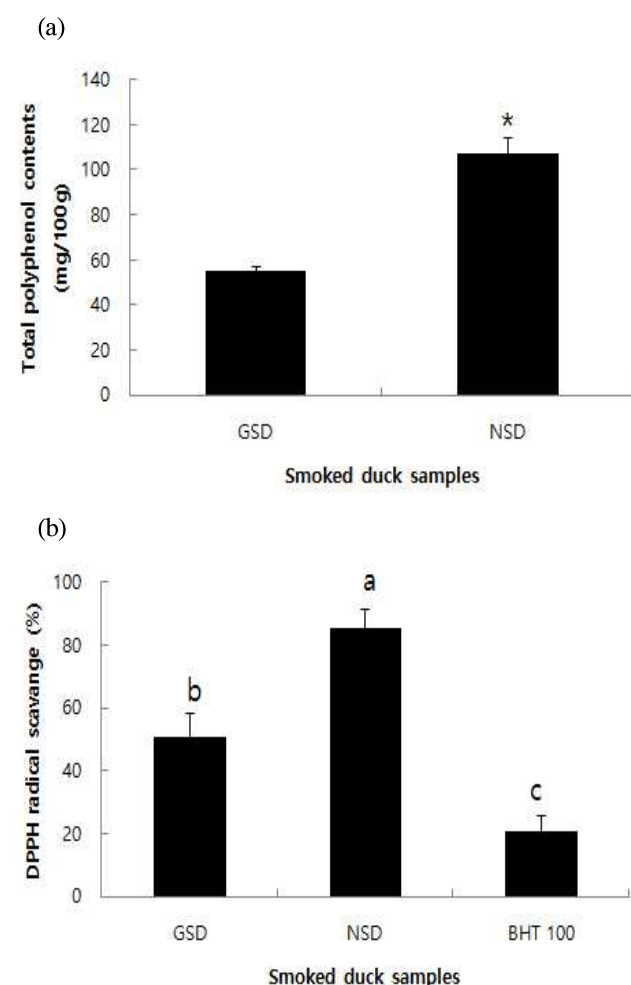 (a)
Total polyphenol contents
(mg/100g)
140
120
100
80
60
40
20
0
*
GSD
NSD
Smoked duck samples
(b)
DPPH radical scavange (%)
100
80
60
40
20
0
b
a
c
GSD
NSD
BHT 100
Smoked duck samples